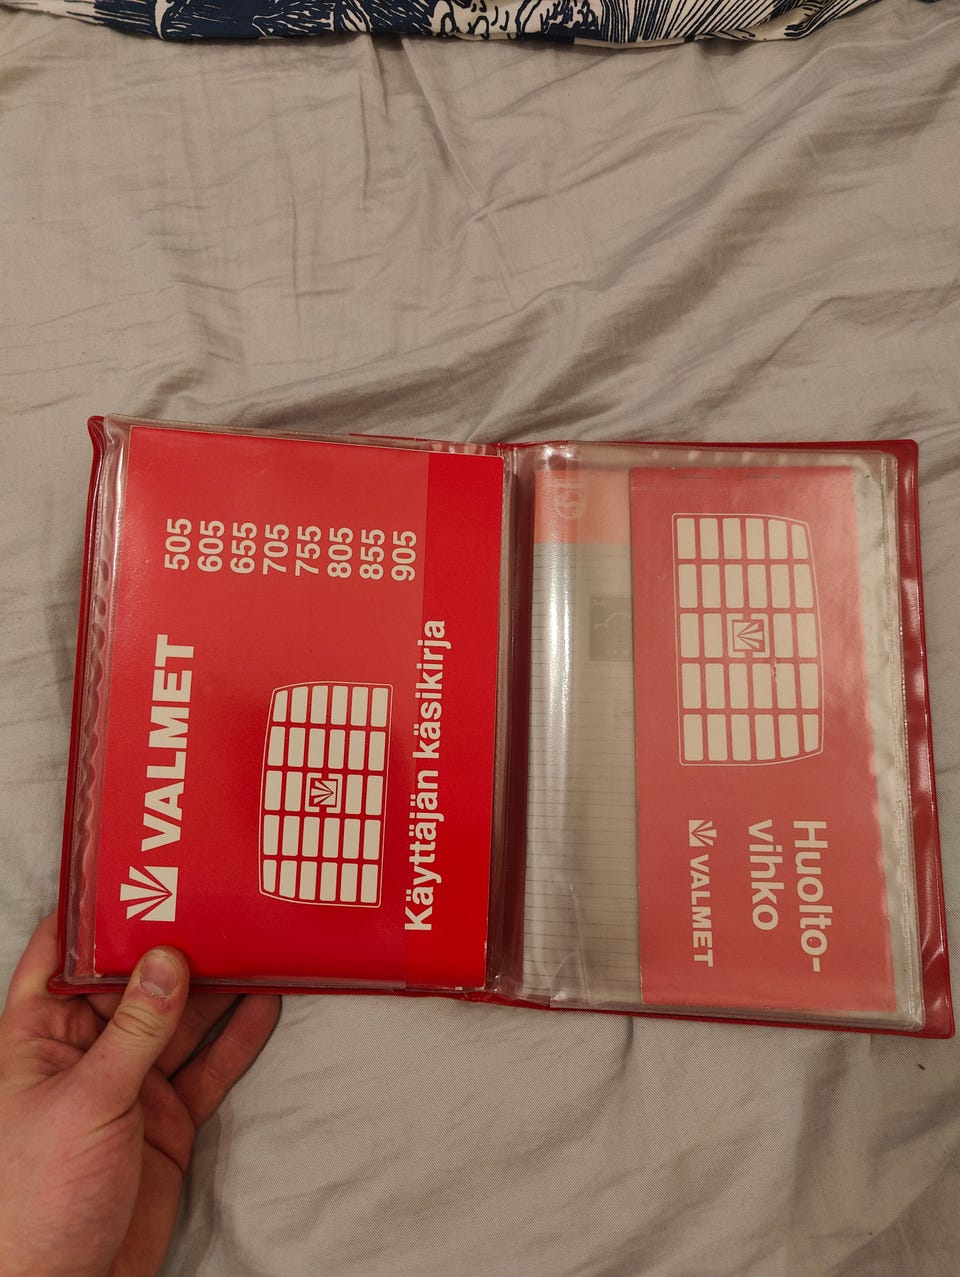 VALMET
505
605
655
705
755
805
855
905
Käyttäjän käsikirja
Huolto-
vihko
VALMET